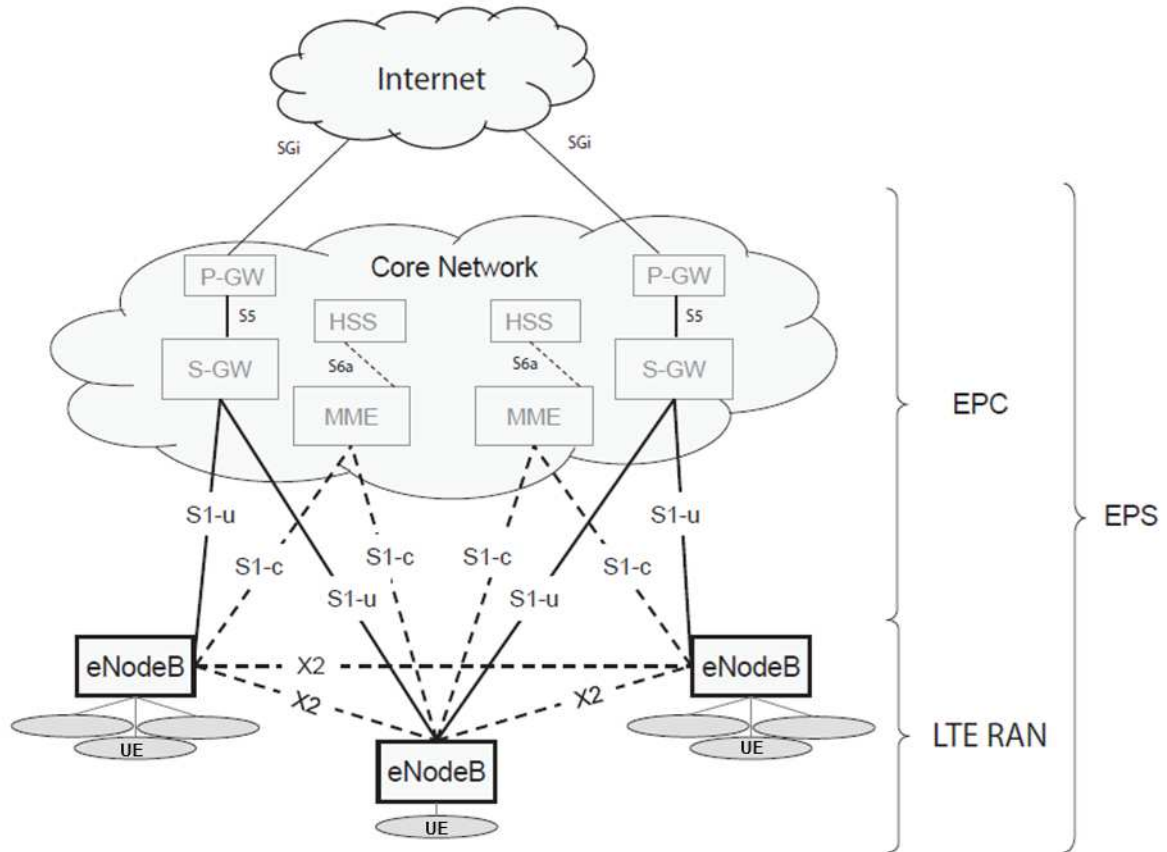 Internet
SGi
SGi
Core Network
P-GW
P-GW
S5
HSS
HSS
S5
S-GW
S6a
S6a
S-GW
MME
MME
EPC
S1-u
S1-u
EPS
S1-c
S1-c
S1-c
S1-c
S1-u
S1-u
eNodeB
X2
eNodeB
X2
X2
LTE RAN
UE
UE
eNodeB
UE